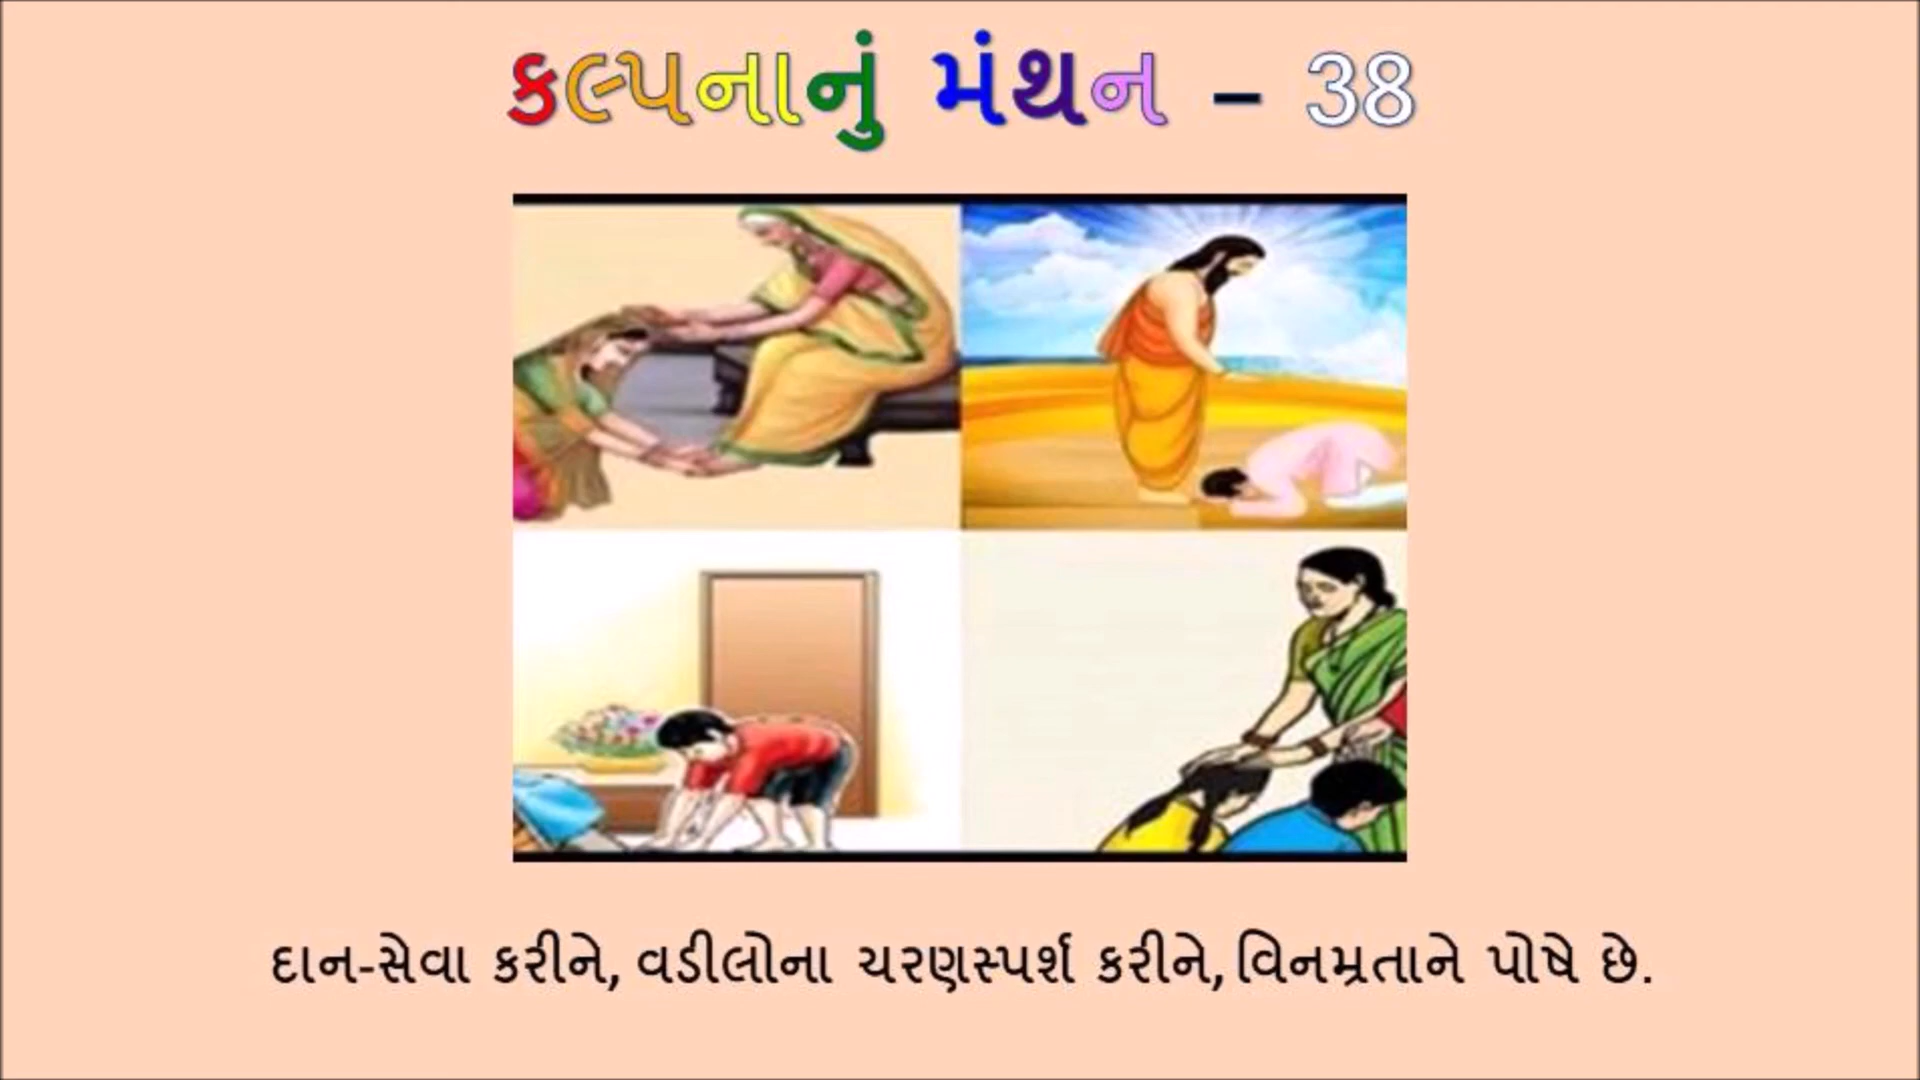 કલ્પનાનું મંથન – 38
દાન-સેવા કરીને, વડીલોના ચરણસ્પર્શ કરીને, વિનમ્રતાને પોષે છે.